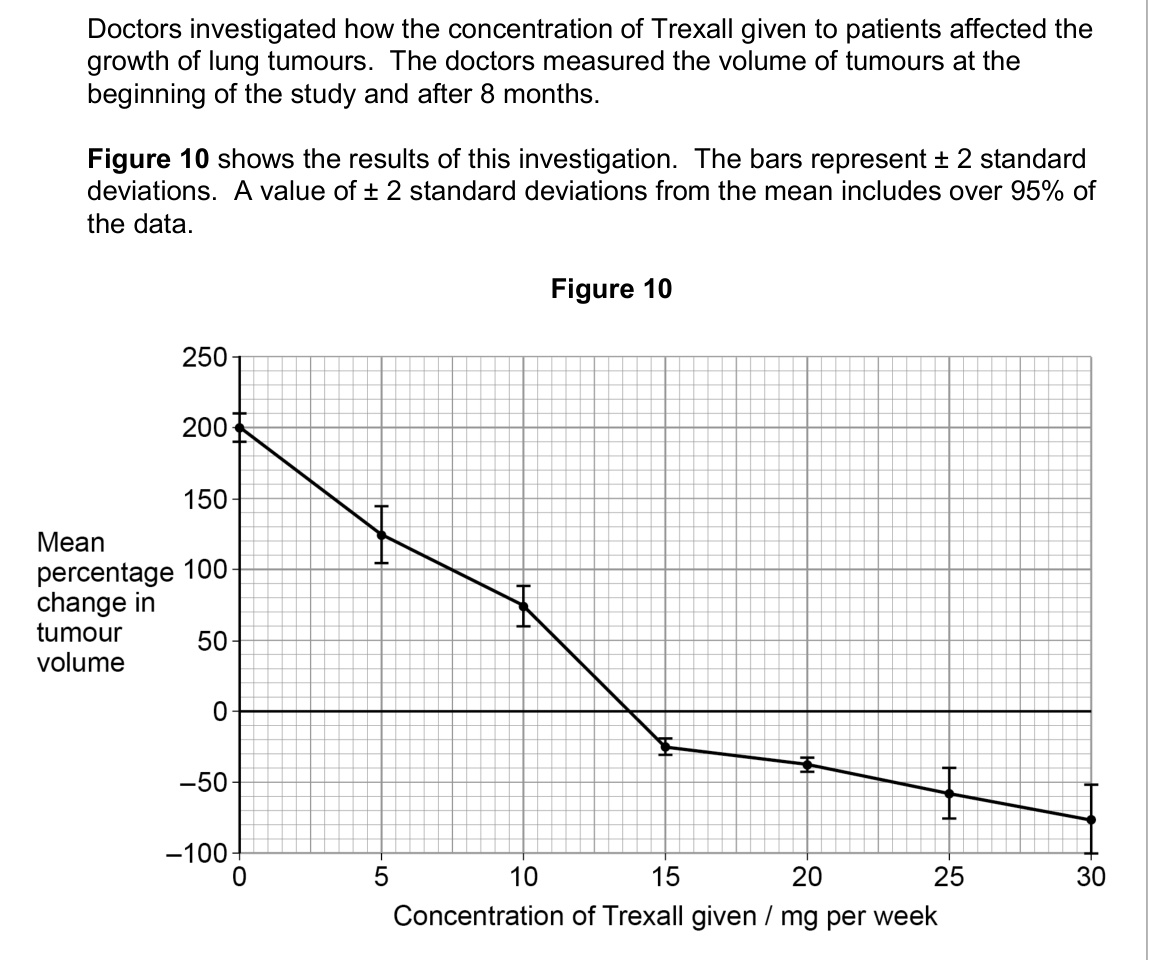 Doctors investigated how the concentration of Trexall given to patients affected the
growth of lung tumours.  The doctors measured the volume of tumours at the
beginning of the study and after 8 months.
Figure 10 shows the results of this investigation.  The bars represent ± 2 standard
deviations.  A value of ± 2 standard deviations from the mean includes over 95% of
the data.
Figure 10
250
200
150
100
50
0
–50
–100
Mean
percentage
change in
tumour
volume
0 5 10 15 20 25 30
Concentration of Trexall given / mg per week